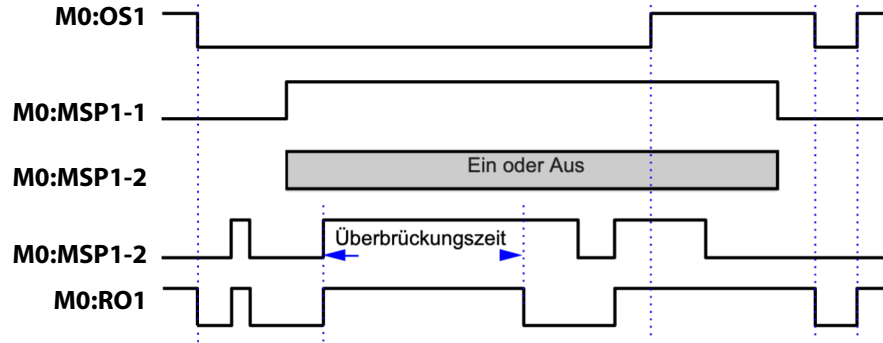 M0:OS1
M0:MSP1-1
M0:MSP1-2
Ein oder Aus
M0:MSP1-2
Überbrückungszeit
M0:RO1